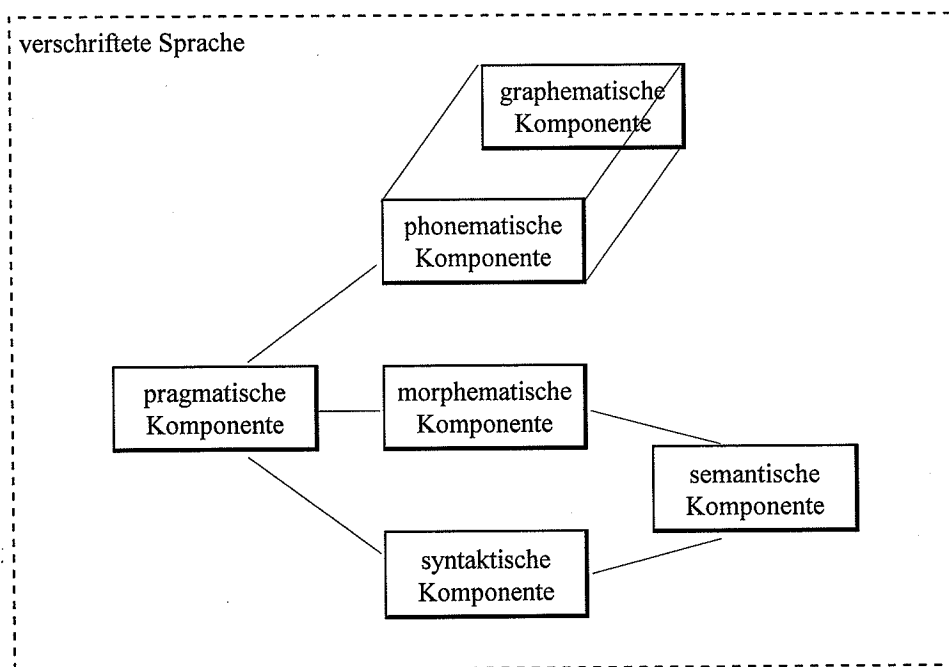 verschriftete Sprache
graphematische
Komponente
phonematische
Komponente
pragmatische
Komponente
morphematische
Komponente
semantische
Komponente
syntaktische
Komponente